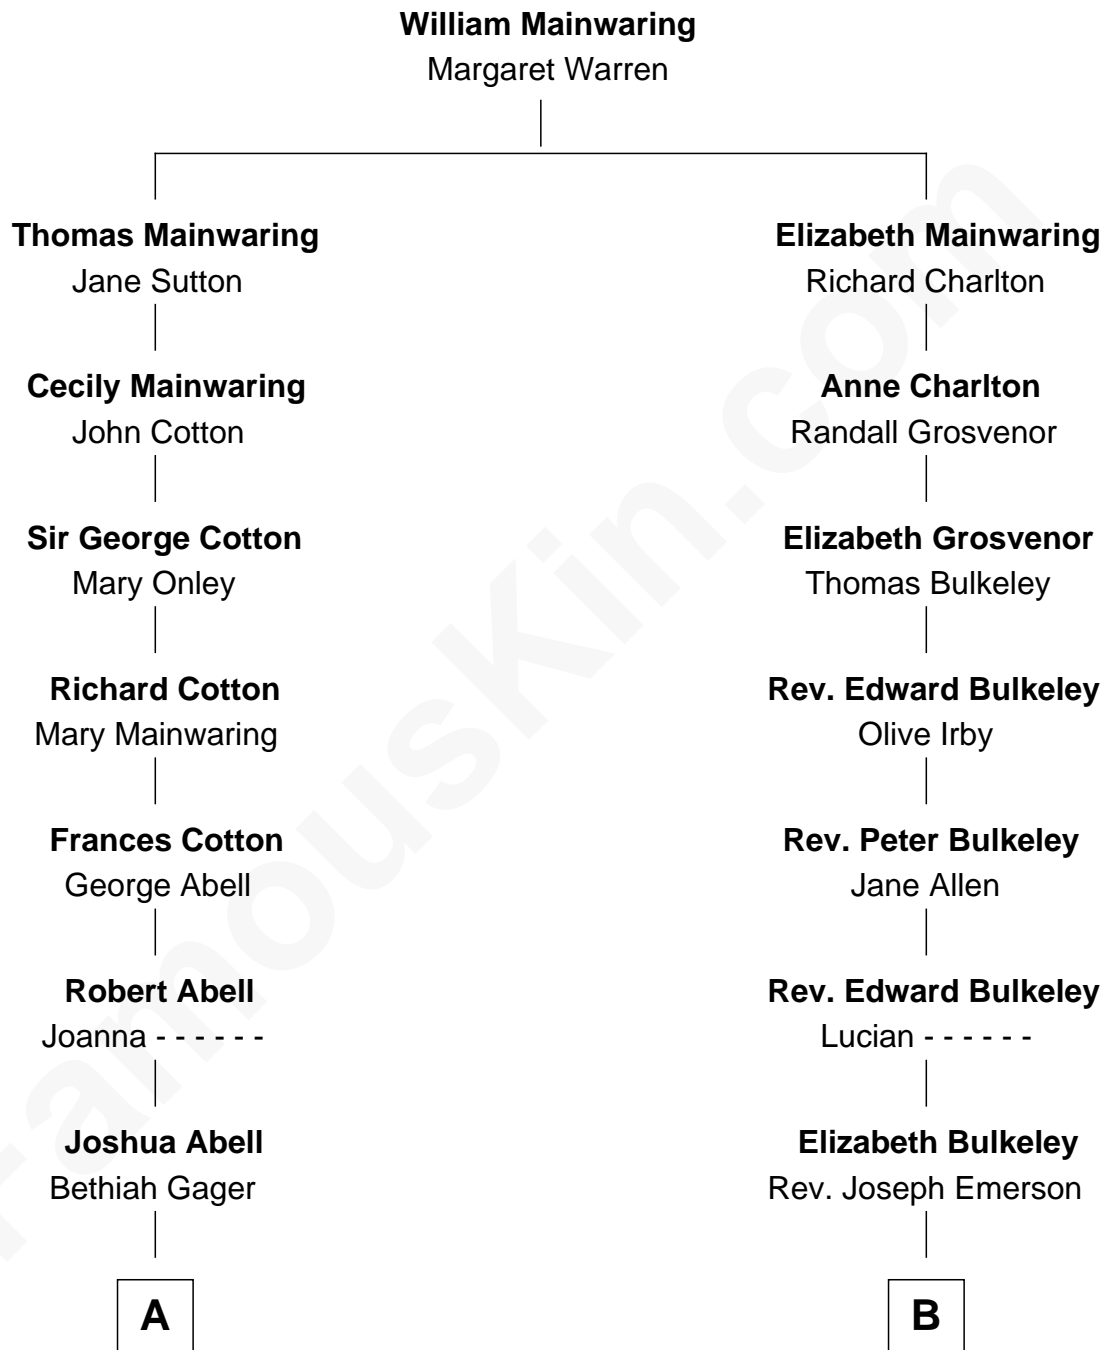 William Mainwaring
Margaret Warren
Thomas Mainwaring
Jane Sutton
Elizabeth Mainwaring
Richard Charlton
Cecily Mainwaring
John Cotton
Anne Charlton
Randall Grosvenor
Sir George Cotton
Mary Onley
Elizabeth Grosvenor
Thomas Bulkeley
Richard Cotton
Mary Mainwaring
Rev. Edward Bulkeley
Olive Irby
Frances Cotton
George Abell
Rev. Peter Bulkeley
Jane Allen
Robert Abell
Joanna - - - - - -
Rev. Edward Bulkeley
Lucian - - - - - -
Joshua Abell
Bethiah Gager
Elizabeth Bulkeley
Rev. Joseph Emerson
A
B
FamousKin.com